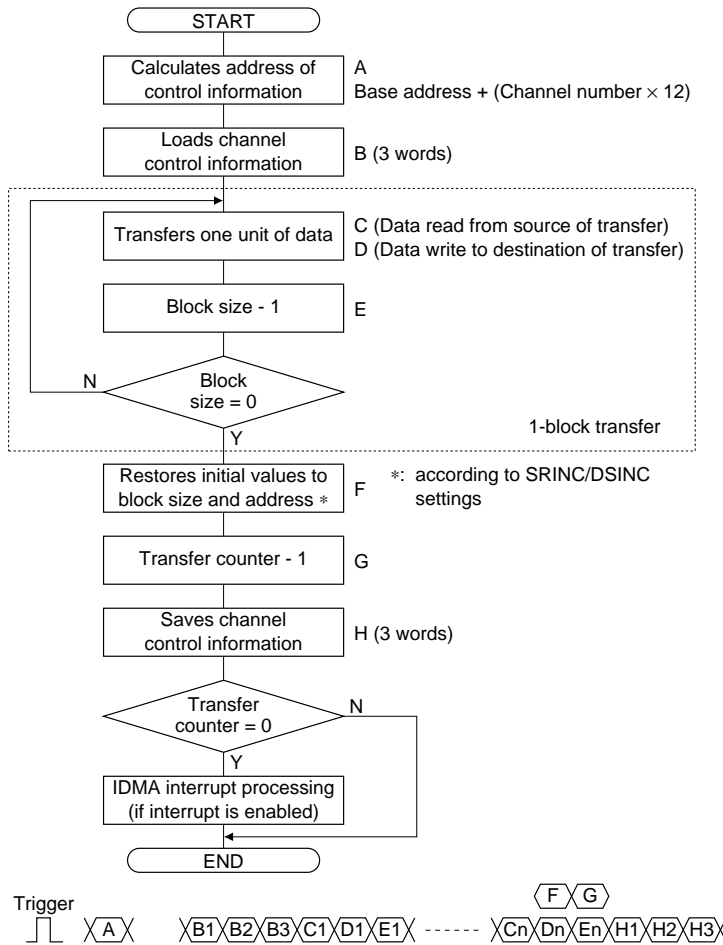 START
Calculates address of
control information
A
Base address + (Channel number × 12)
Loads channel
control information
B (3 words)
Transfers one unit of data
C (Data read from source of transfer)
D (Data write to destination of transfer)
Block size - 1
E
N
Block
size = 0
Y
1-block transfer
Restores initial values to
block size and address *
F
*: according to SRINC/DSINC
settings
Transfer counter - 1
G
Saves channel
control information
H (3 words)
Transfer
counter = 0
N
Y
IDMA interrupt processing
(if interrupt is enabled)
END
Trigger
F G
A B1 B2 B3 C1 D1 E1 ------ Cn Dn En H1 H2 H3